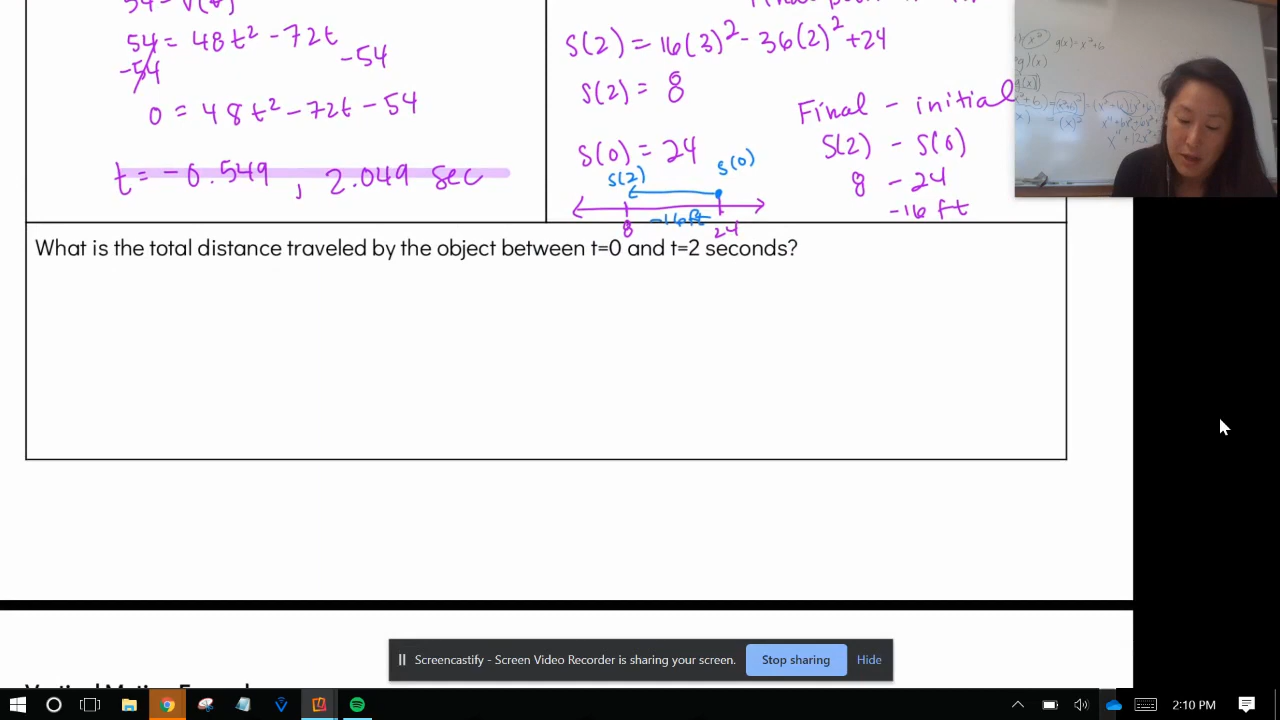 54 = V(t)
54 = 48t² - 72t
-54 -54
0 = 48t² - 72t - 54
t = -0.549 , 2.049 sec
S(2) = 16(3)² - 36(2)² + 24
S(2) = 8
S(0) = 24
Final - initial
S(2) - S(0)
8 - 24
-16 ft
S(2) S(0)
-16ft
8 24
What is the total distance traveled by the object between t=0 and t=2 seconds?
Screencastify - Screen Video Recorder is sharing your screen. Stop sharing Hide
2:10 PM